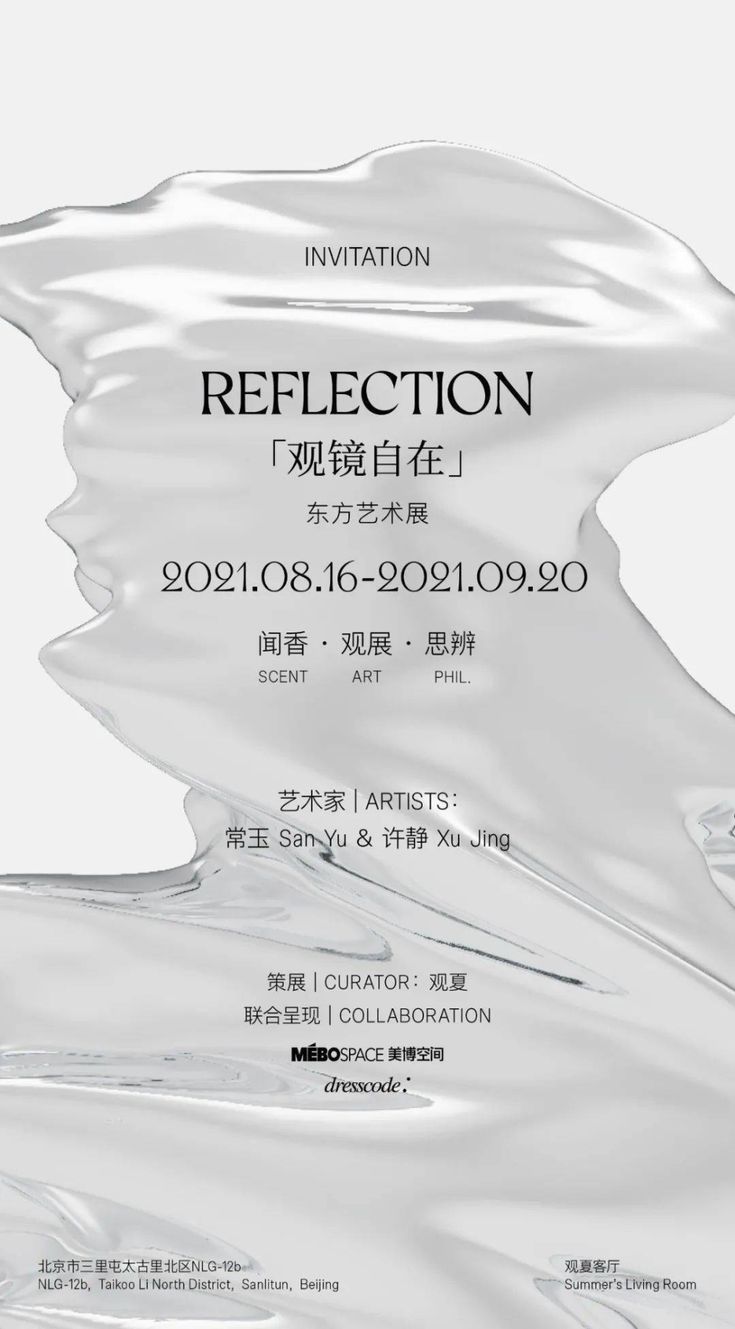 INVITATION
REFLECTION
「观镜自在」
东方艺术展
2021.08.16-2021.09.20
闻香 · 观展 · 思辨
SCENT ART PHIL.
艺术家 | ARTISTS:
常玉 San Yu & 许静 Xu Jing
策展 | CURATOR: 观夏
联合呈现 | COLLABORATION
MÉBOSPACE 美博空间
dresscode:
北京市三里屯太古里北区NLG-12b
NLG-12b, Taikoo Li North District, Sanlitun, Beijing
观夏客厅
Summer's Living Room